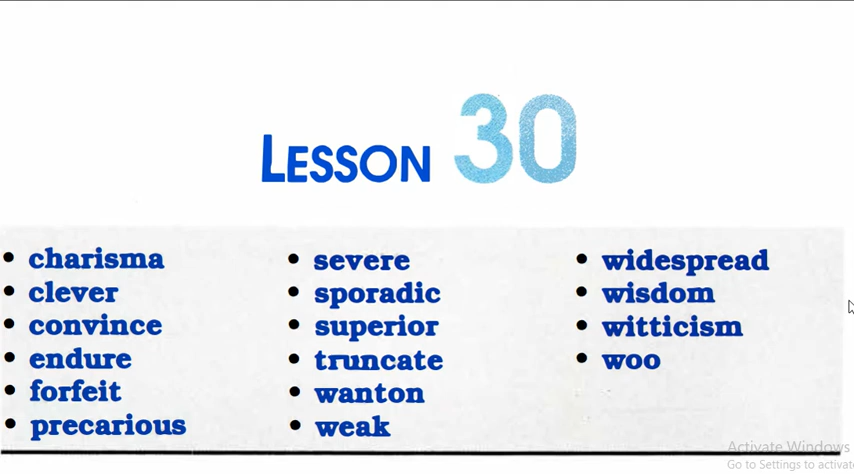 LESSON 30
• charisma • severe • widespread
• clever • sporadic • wisdom
• convince • superior • witticism
• endure • truncate • woo
• forfeit • wanton
• precarious • weak
Activate Windows
Go to Settings to activate